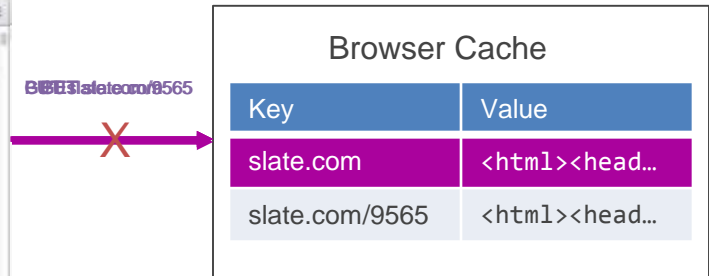 Browser Cache
Key Value
slate.com <html><head…
slate.com/9565 <html><head…
X